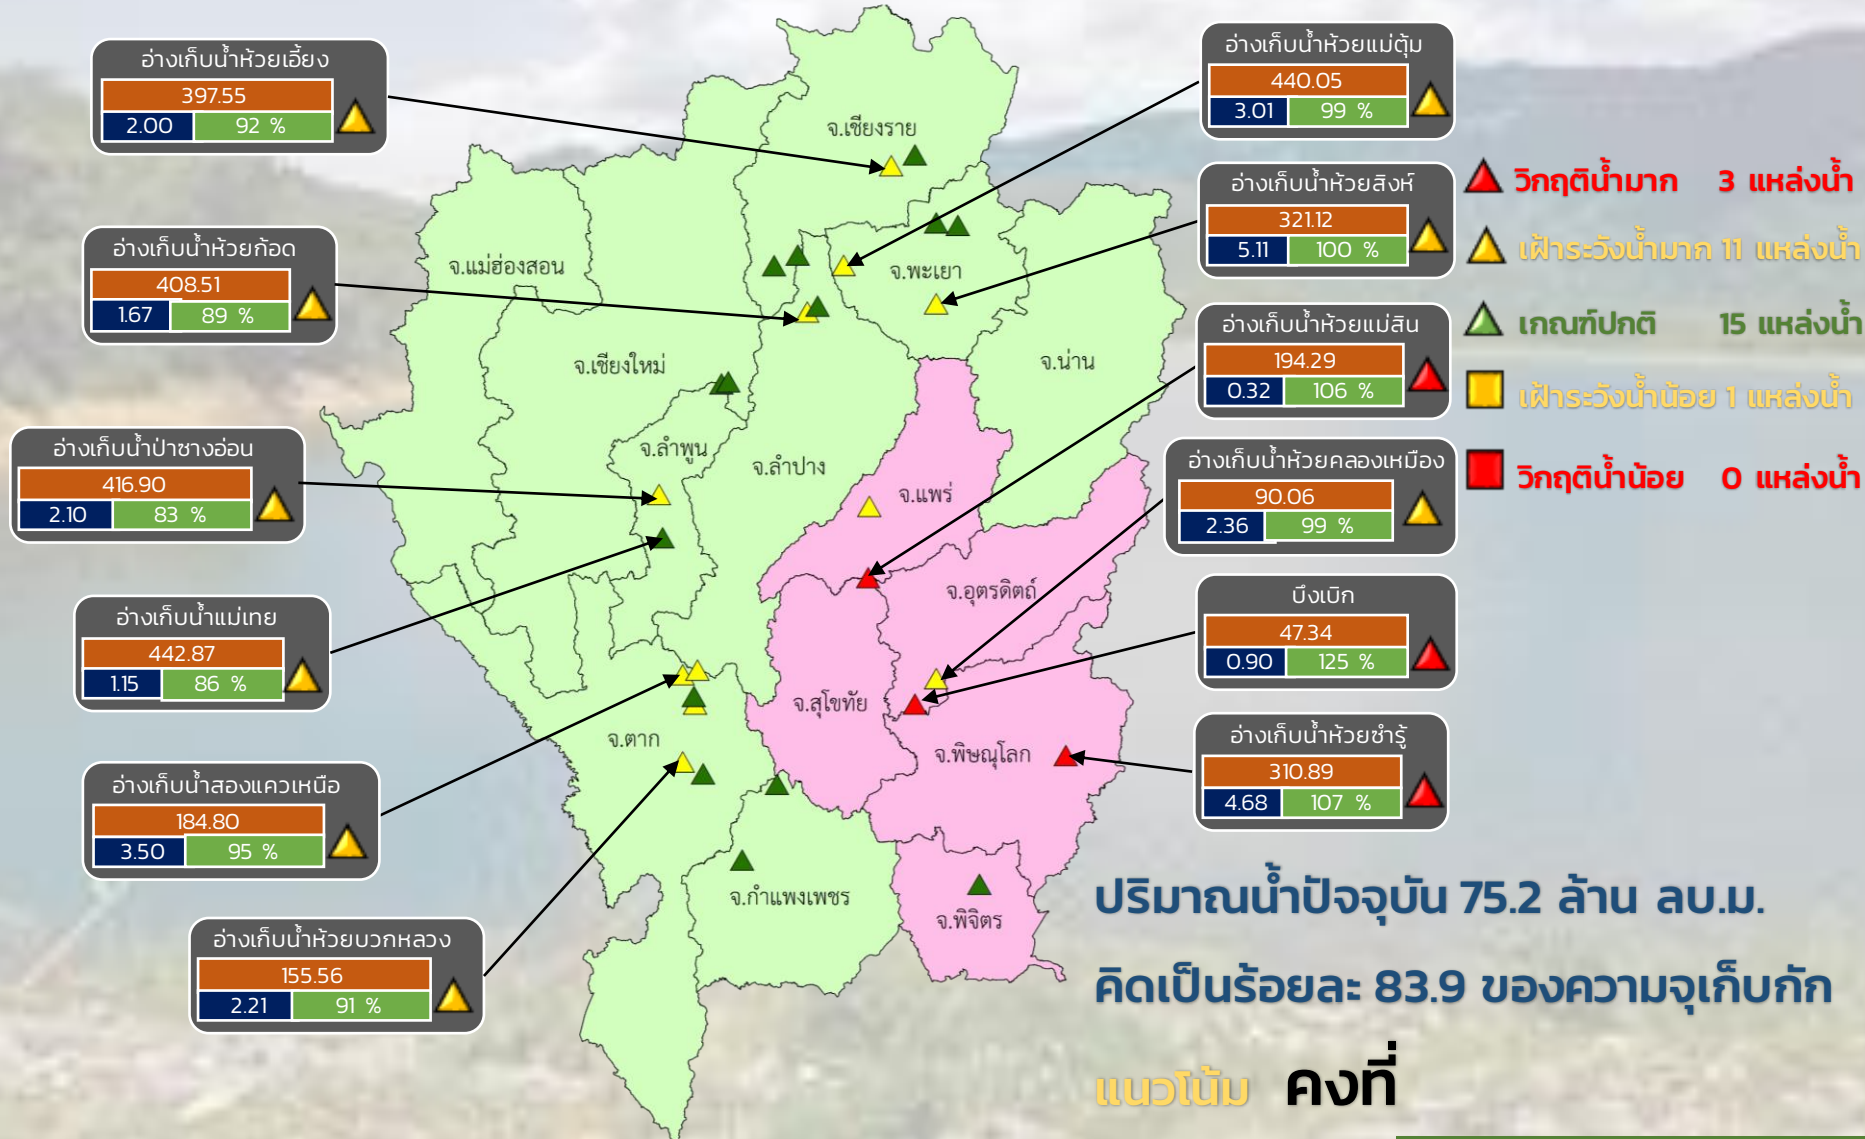 อ่างเก็บน้ำห้วยเอี้ยง
397.55
2.00 92 %
อ่างเก็บน้ำห้วยก้อด
408.51
1.67 89 %
อ่างเก็บน้ำป่าซางอ่อน
416.90
2.10 83 %
อ่างเก็บน้ำแม่เทย
442.87
1.15 86 %
อ่างเก็บน้ำสองแควเหนือ
184.80
3.50 95 %
อ่างเก็บน้ำห้วยบวกหลวง
155.56
2.21 91 %
จ.เชียงราย
จ.แม่ฮ่องสอน
จ.พะเยา
จ.เชียงใหม่
จ.น่าน
จ.ลำพูน
จ.ลำปาง
จ.แพร่
จ.อุตรดิตถ์
จ.สุโขทัย
จ.ตาก
จ.พิษณุโลก
จ.กำแพงเพชร
จ.พิจิตร
อ่างเก็บน้ำห้วยแม่ตุ้ม
440.05
3.01 99 %
อ่างเก็บน้ำห้วยสิงห์
321.12
5.11 100 %
อ่างเก็บน้ำห้วยแม่สิน
194.29
0.32 106 %
อ่างเก็บน้ำห้วยคลองเหมือง
90.06
2.36 99 %
บึงเบิก
47.34
0.90 125 %
อ่างเก็บน้ำห้วยซำรู้
310.89
4.68 107 %
วิกฤติน้ำมาก 3 แหล่งน้ำ
เฝ้าระวังน้ำมาก 11 แหล่งน้ำ
เกณฑ์ปกติ 15 แหล่งน้ำ
เฝ้าระวังน้ำน้อย 1 แหล่งน้ำ
วิกฤติน้ำน้อย 0 แหล่งน้ำ
ปริมาณน้ำปัจจุบัน 75.2 ล้าน ลบ.ม.
คิดเป็นร้อยละ 83.9 ของความจุเก็บกัก
แนวโน้ม คงที่